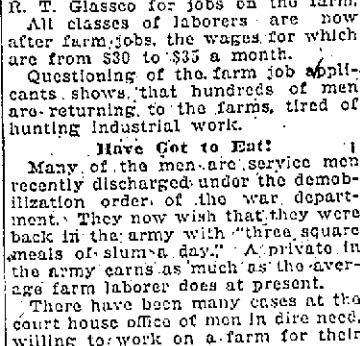 R. T. Glassco for jobs on the farm.
All classes of laborers are now
after farm jobs, the wages for which
are from $30 to $35 a month.
Questioning of the farm job appli-
cants shows that hundreds of men
are returning to the farms, tired of
hunting industrial work.
Have Got to Eat!
Many of the men are service men
recently discharged under the demob-
ilization order of the war depart-
ment. They now wish that they were
back in the army with "three square
meals of slum a day." A private in
the army earns as much as the aver-
age farm laborer does at present.
There have been many cases at the
court house office of men in dire need,
willing to work on a farm for their